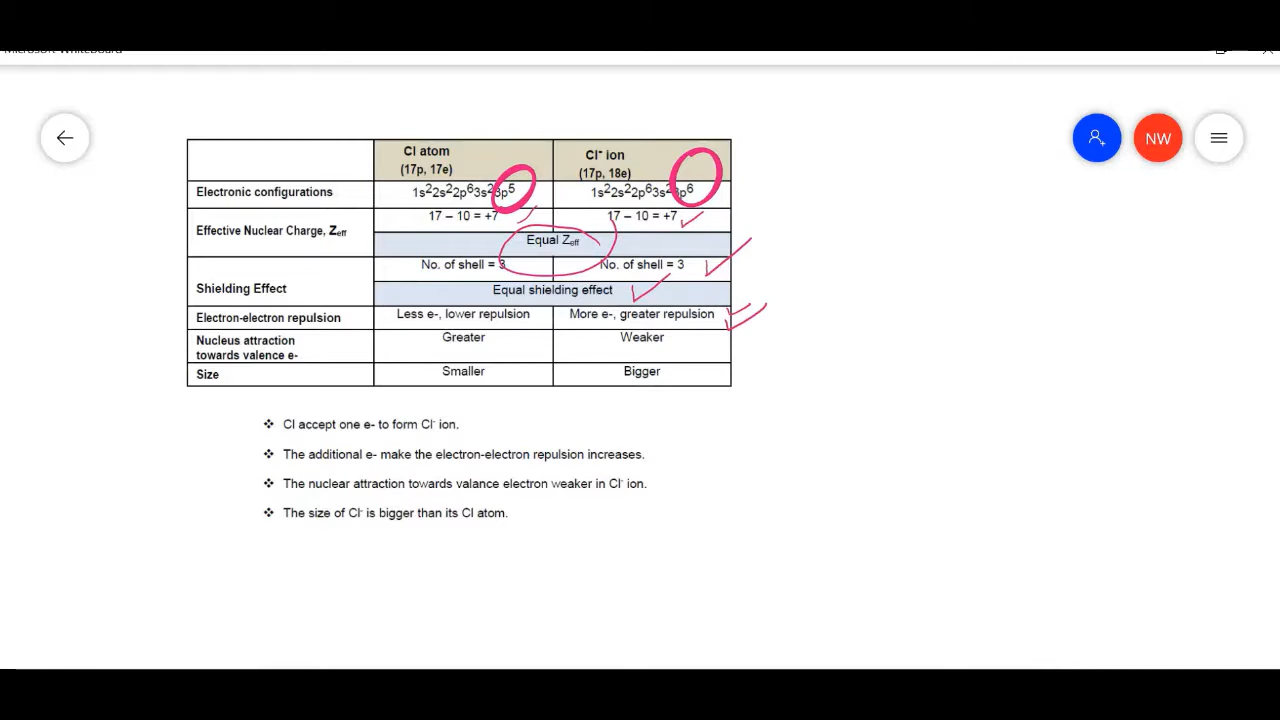 Microsoft Whiteboard
NW
Cl atom
(17p, 17e)
Cl⁻ ion
(17p, 18e)
Electronic configurations
1s²2s²2p⁶3s²3p⁵
1s²2s²2p⁶3s²3p⁶
Effective Nuclear Charge, Zeff
17 – 10 = +7
17 – 10 = +7
Equal Zeff
Shielding Effect
No. of shell = 3
No. of shell = 3
Equal shielding effect
Electron-electron repulsion
Less e-, lower repulsion
More e-, greater repulsion
Nucleus attraction
towards valence e-
Greater
Weaker
Size
Smaller
Bigger
❖ Cl accept one e- to form Cl⁻ ion.
❖ The additional e- make the electron-electron repulsion increases.
❖ The nuclear attraction towards valance electron weaker in Cl⁻ ion.
❖ The size of Cl⁻ is bigger than its Cl atom.